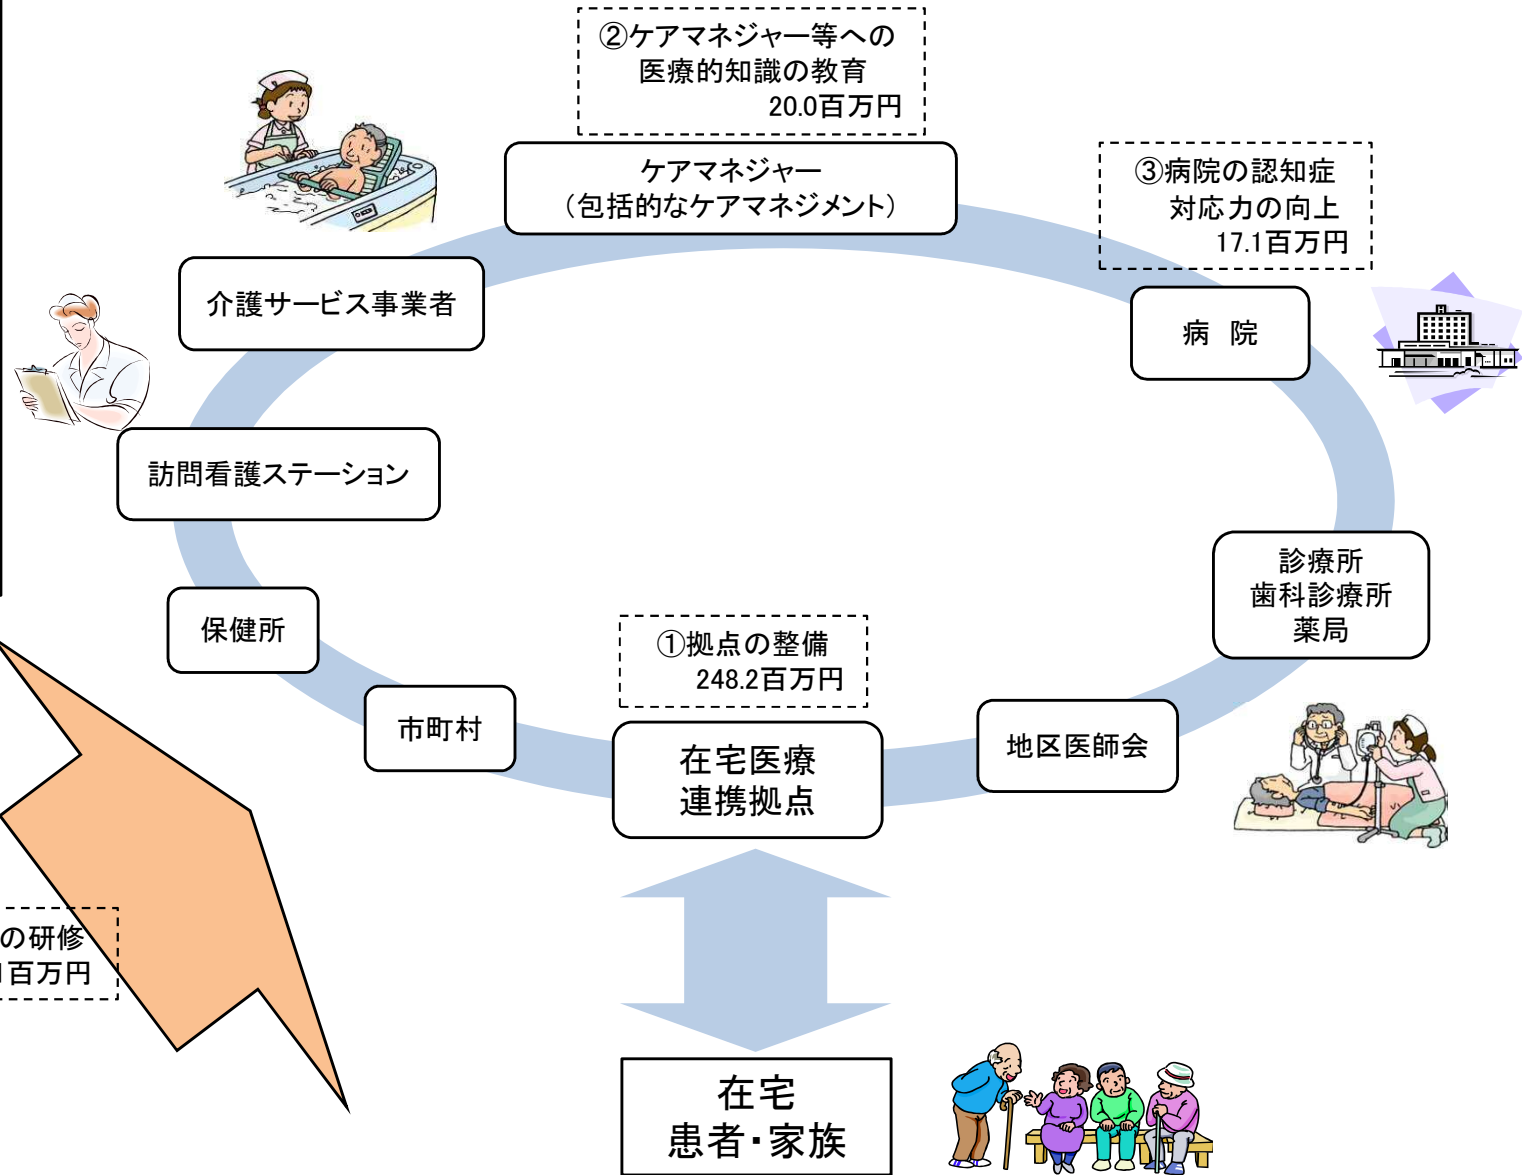 ②ケアマネジャー等への
医療的知識の教育
20.0百万円
ケアマネジャー
（包括的なケアマネジメント）
③病院の認知症
対応力の向上
17.1百万円
介護サービス事業者
病 院
訪問看護ステーション
診療所
歯科診療所
薬局
保健所
①拠点の整備
248.2百万円
市町村
在宅医療
連携拠点
地区医師会
の研修
百万円
在宅
患者・家族